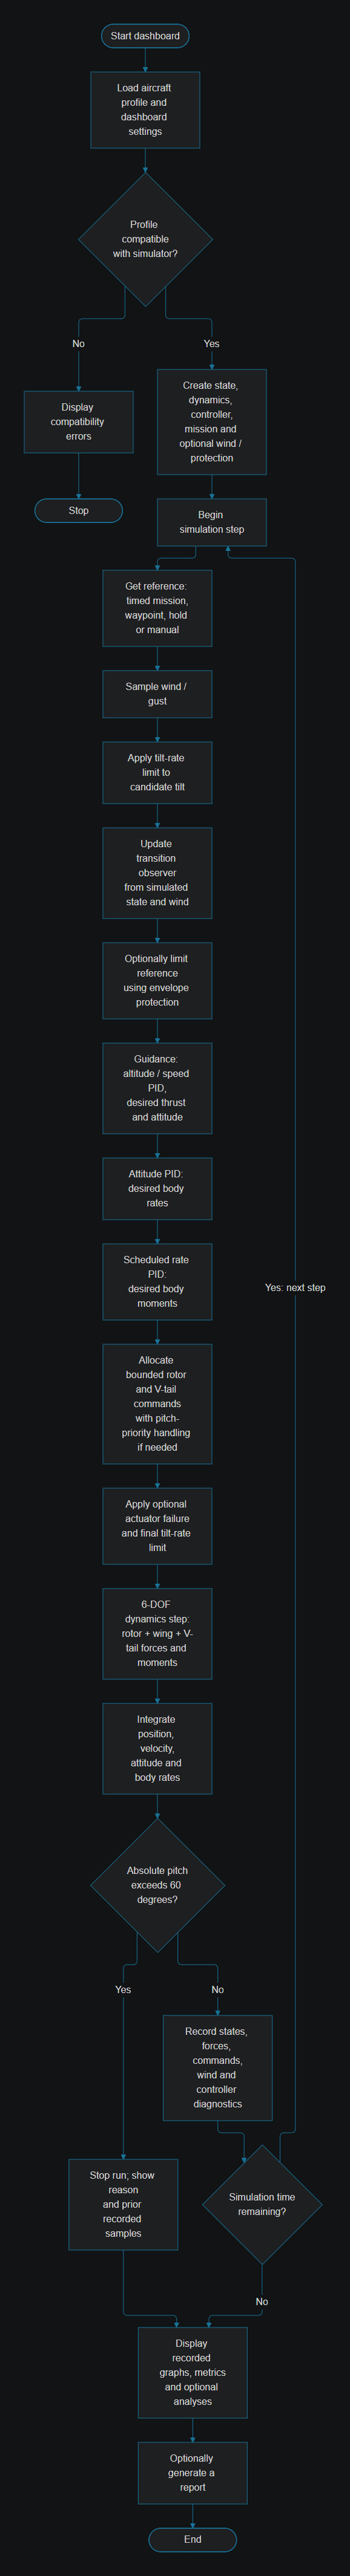 Start dashboard
Load aircraft
profile and
dashboard
settings
Profile
compatible
with simulator?
No
Yes
Display
compatibility
errors
Create state,
dynamics,
controller,
mission and
optional wind /
protection
Stop
Begin
simulation step
Get reference:
timed mission,
waypoint, hold
or manual
Sample wind /
gust
Apply tilt-rate
limit to
candidate tilt
Update
transition
observer
from simulated
state and wind
Optionally limit
reference
using envelope
protection
Guidance:
altitude / speed
PID,
desired thrust
and attitude
Attitude PID:
desired body
rates
Scheduled rate
PID:
desired body
moments
Yes: next step
Allocate
bounded rotor
and V-tail
commands
with pitch-
priority handling
if needed
Apply optional
actuator failure
and final tilt-rate
limit
6-DOF
dynamics step:
rotor + wing + V-
tail forces and
moments
Integrate
position,
velocity,
attitude and
body rates
Absolute pitch
exceeds 60
degrees?
Yes
No
Record states,
forces,
commands,
wind and
controller
diagnostics
Stop run; show
reason
and prior
recorded
samples
Simulation time
remaining?
No
Display
recorded
graphs, metrics
and optional
analyses
Optionally
generate a
report
End